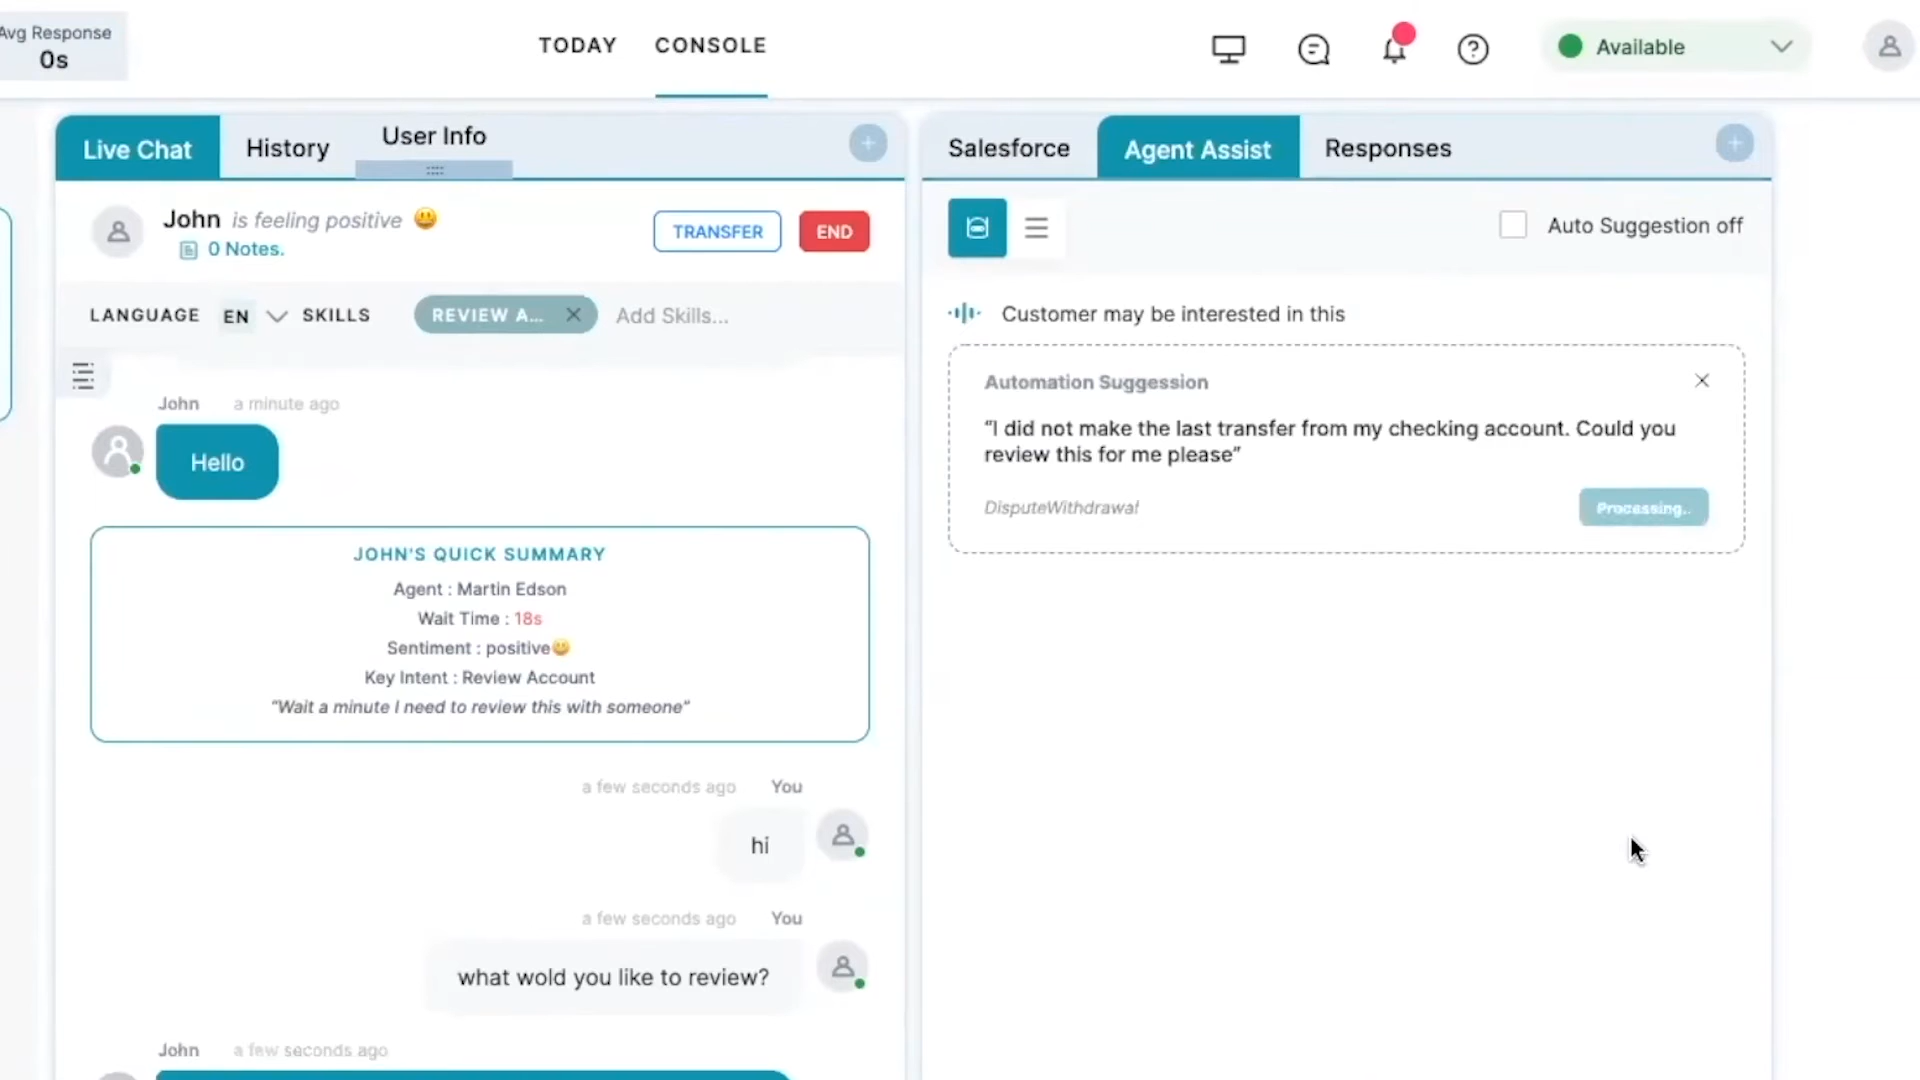 Avg Response
0s
TODAY
CONSOLE
Available
Live Chat
History
User Info
John is feeling positive 😀
0 Notes.
TRANSFER
END
LANGUAGE
EN
SKILLS
REVIEW A...
Add Skills...
John a minute ago
Hello
JOHN'S QUICK SUMMARY
Agent : Martin Edson
Wait Time : 18s
Sentiment : positive😀
Key Intent : Review Account
"Wait a minute I need to review this with someone"
a few seconds ago You
hi
a few seconds ago You
what wold you like to review?
John a few seconds ago
Salesforce
Agent Assist
Responses
Auto Suggestion off
Customer may be interested in this
Automation Suggession
"I did not make the last transfer from my checking account. Could you
review this for me please"
DisputeWithdrawal
Processing..